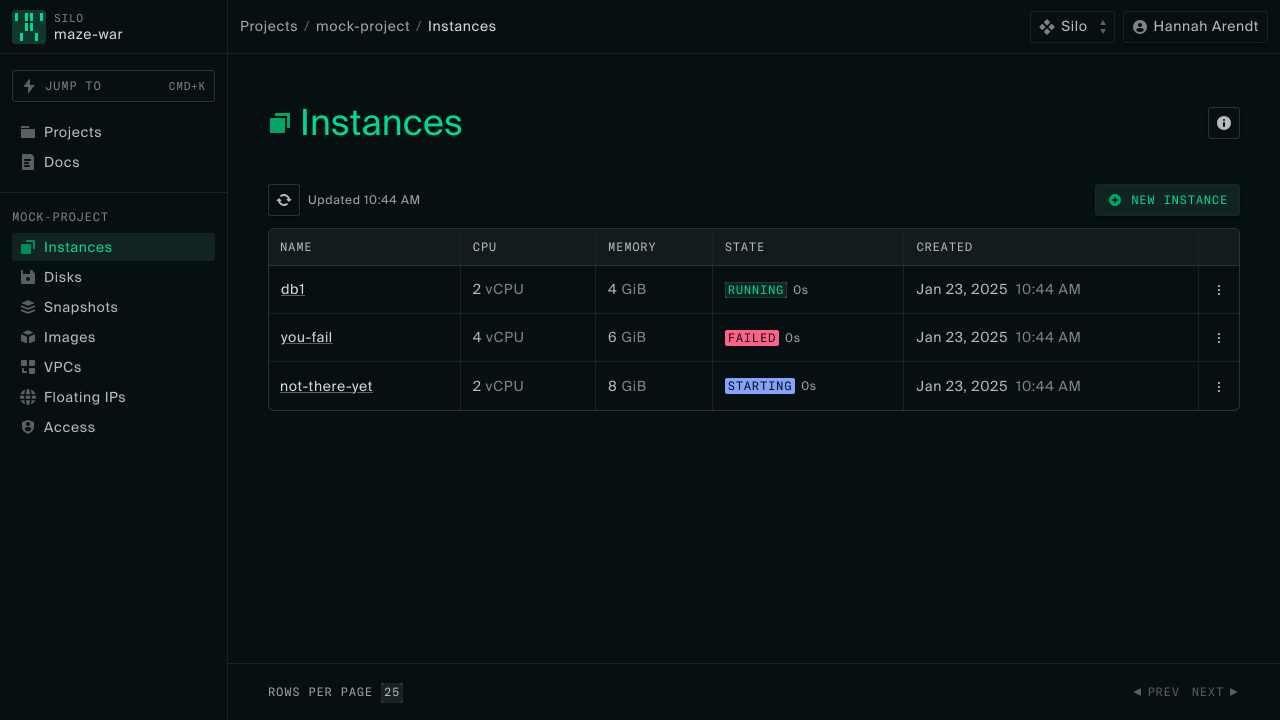 SILO
maze-war
Projects / mock-project / Instances
Silo
Hannah Arendt
JUMP TO CMD+K
Projects
Docs
MOCK-PROJECT
Instances
Disks
Snapshots
Images
VPCs
Floating IPs
Access
Instances
Updated 10:44 AM
NEW INSTANCE
NAME CPU MEMORY STATE CREATED
db1 2 vCPU 4 GiB RUNNING 0s Jan 23, 2025 10:44 AM
you-fail 4 vCPU 6 GiB FAILED 0s Jan 23, 2025 10:44 AM
not-there-yet 2 vCPU 8 GiB STARTING 0s Jan 23, 2025 10:44 AM
ROWS PER PAGE 25
PREV NEXT